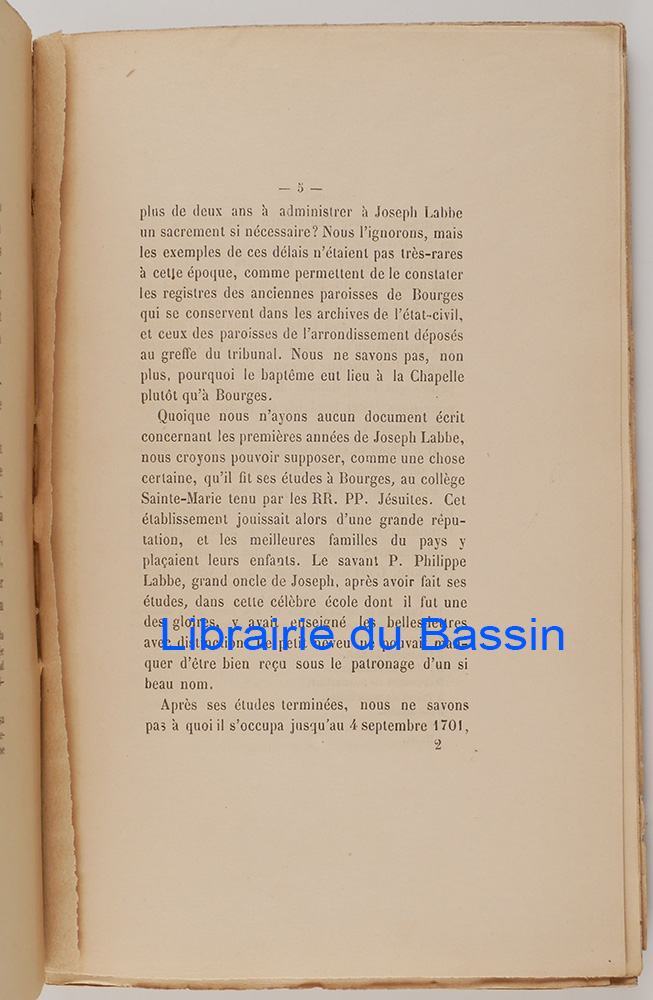 — 5 —
plus de deux ans à administrer à Joseph Labbe
un sacrement si nécessaire? Nous l'ignorons, mais
les exemples de ces délais n'étaient pas très-rares
à cette époque, comme permettent de le constater
les registres des anciennes paroisses de Bourges
qui se conservent dans les archives de l'état-civil,
et ceux des paroisses de l'arrondissement déposés
au greffe du tribunal. Nous ne savons pas, non
plus, pourquoi le baptême eut lieu à la Chapelle
plutôt qu'à Bourges.
Quoique nous n'ayons aucun document écrit
concernant les premières années de Joseph Labbe,
nous croyons pouvoir supposer, comme une chose
certaine, qu'il fit ses études à Bourges, au collège
Sainte-Marie tenu par les RR. PP. Jésuites. Cet
établissement jouissait alors d'une grande répu-
tation, et les meilleures familles du pays y
plaçaient leurs enfants. Le savant P. Philippe
Labbe, grand oncle de Joseph, après avoir fait ses
études, dans cette célèbre école dont il fut une
des gloires, y avait enseigné les belles-lettres
avec distinction. Le petit neveu ne pouvait man-
quer d'être bien reçu sous le patronage d'un si
beau nom.
Après ses études terminées, nous ne savons
pas à quoi il s'occupa jusqu'au 4 septembre 1701,
2
Librairie du Bassin